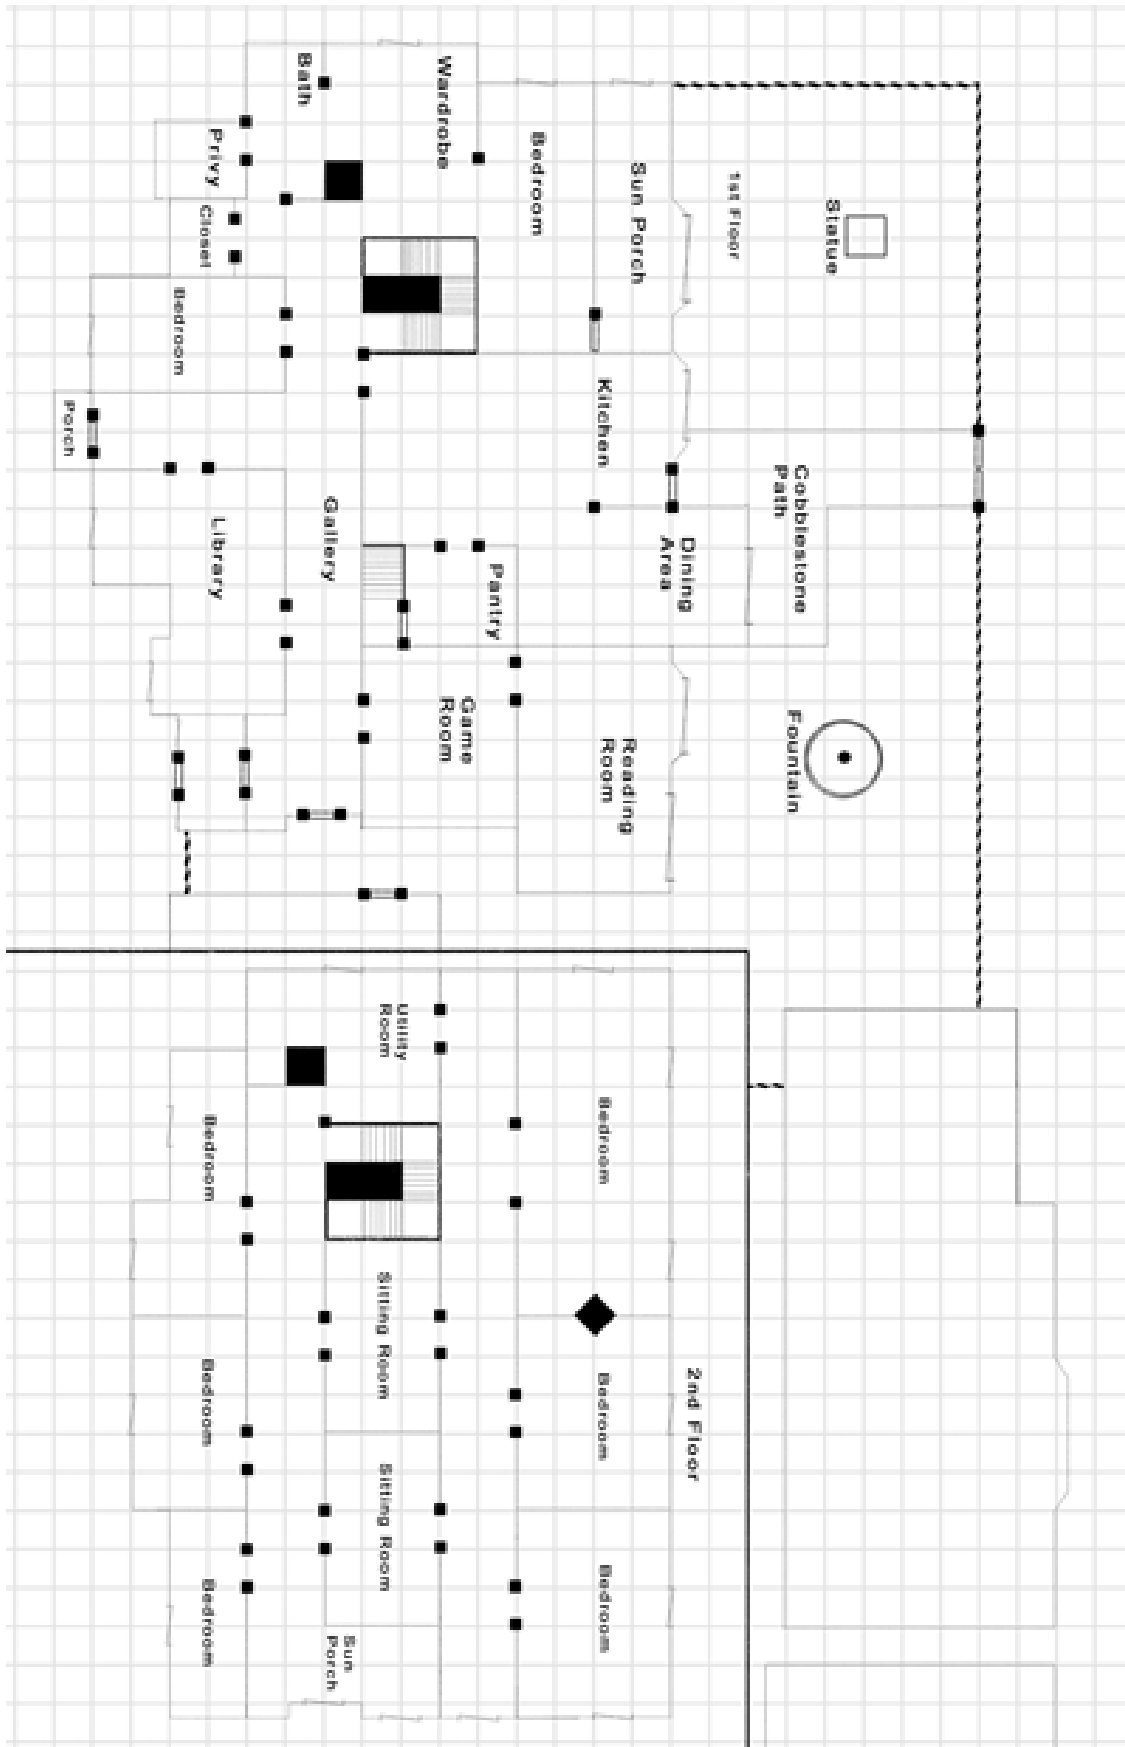 Statue
Fountain
Cobblestone
Path
1st Floor
Dining
Area
Sun Porch
Kitchen
Reading
Room
Bedroom
Pantry
Game
Room
Wardrobe
Gallery
Bath
Library
Privy
Closet
Bedroom
Porch
2nd Floor
Bedroom
Bedroom
Bedroom
Utility
Room
Sitting Room
Sitting Room
Sun
Porch
Bedroom
Bedroom
Bedroom